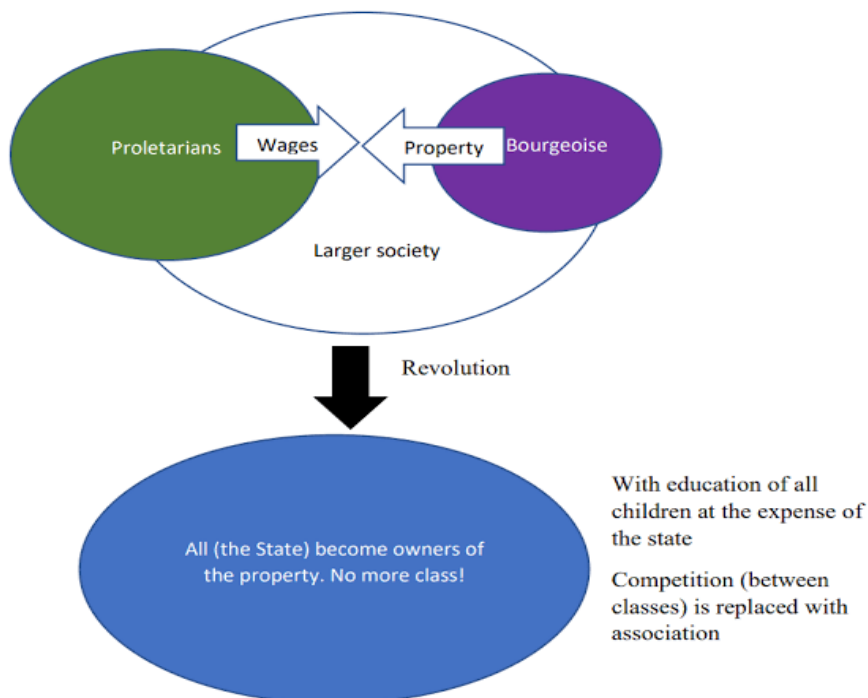 Proletarians
Wages
Property
Bourgeoise
Larger society
Revolution
All (the State) become owners of
the property. No more class!
With education of all
children at the expense of
the state
Competition (between
classes) is replaced with
association